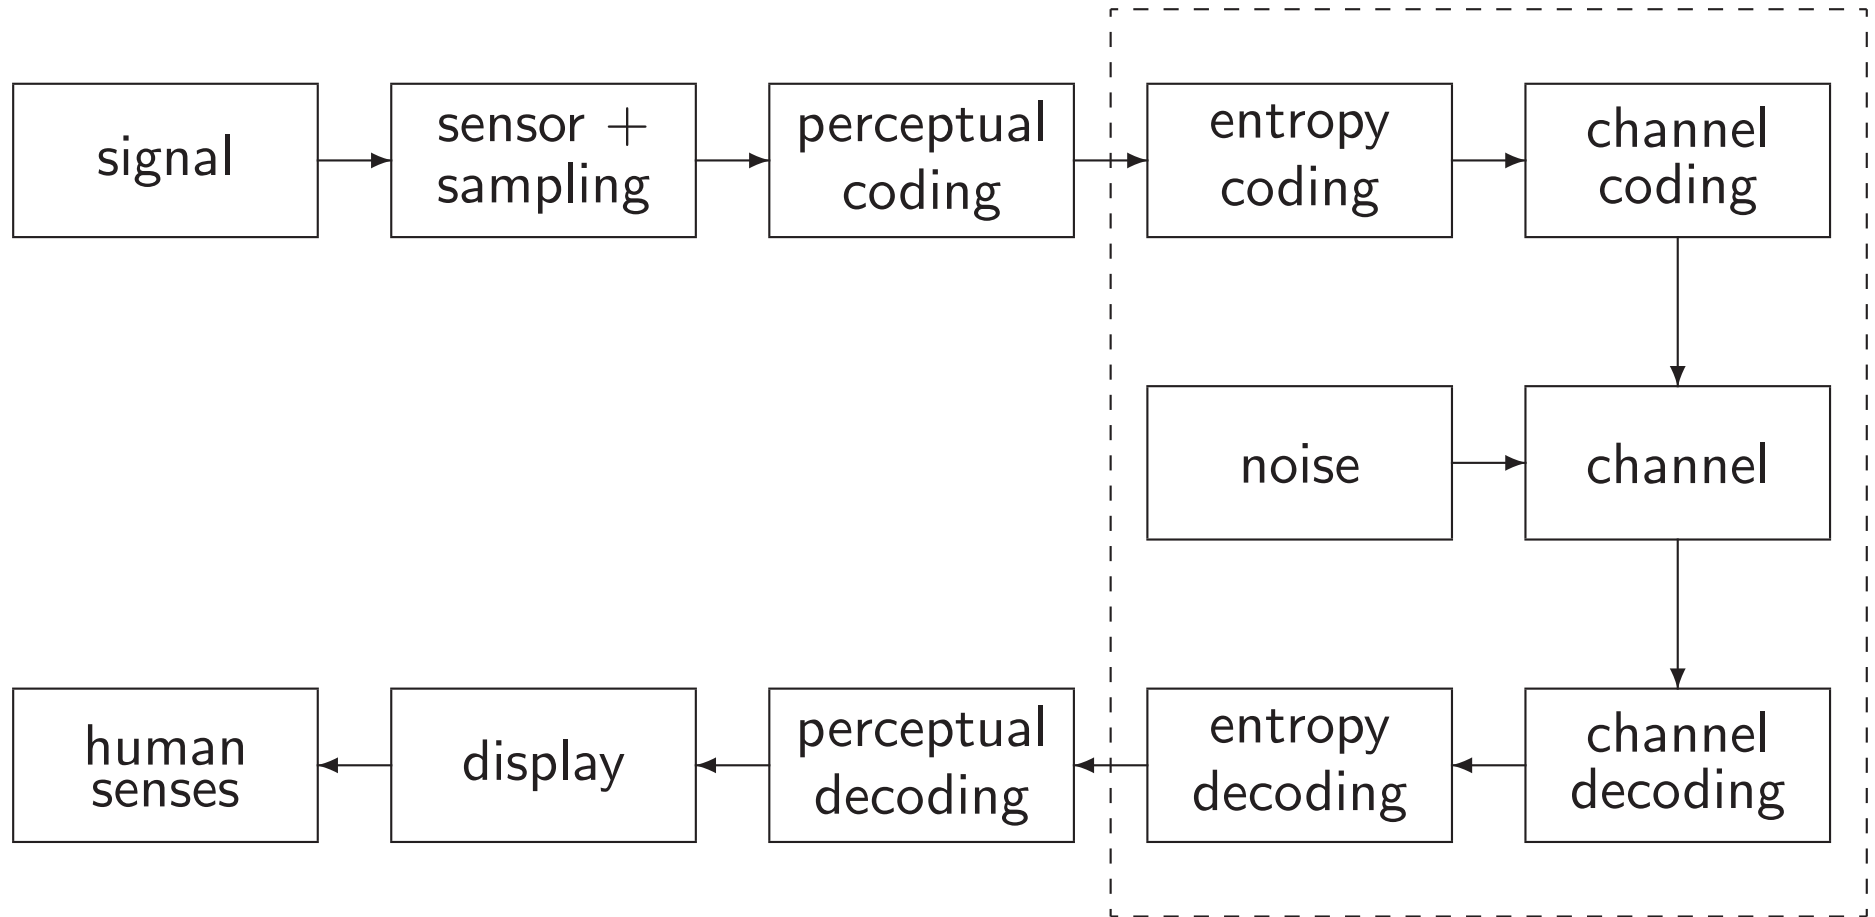 signal
sensor +
sampling
perceptual
coding
entropy
coding
channel
coding
noise
channel
human
senses
display
perceptual
decoding
entropy
decoding
channel
decoding